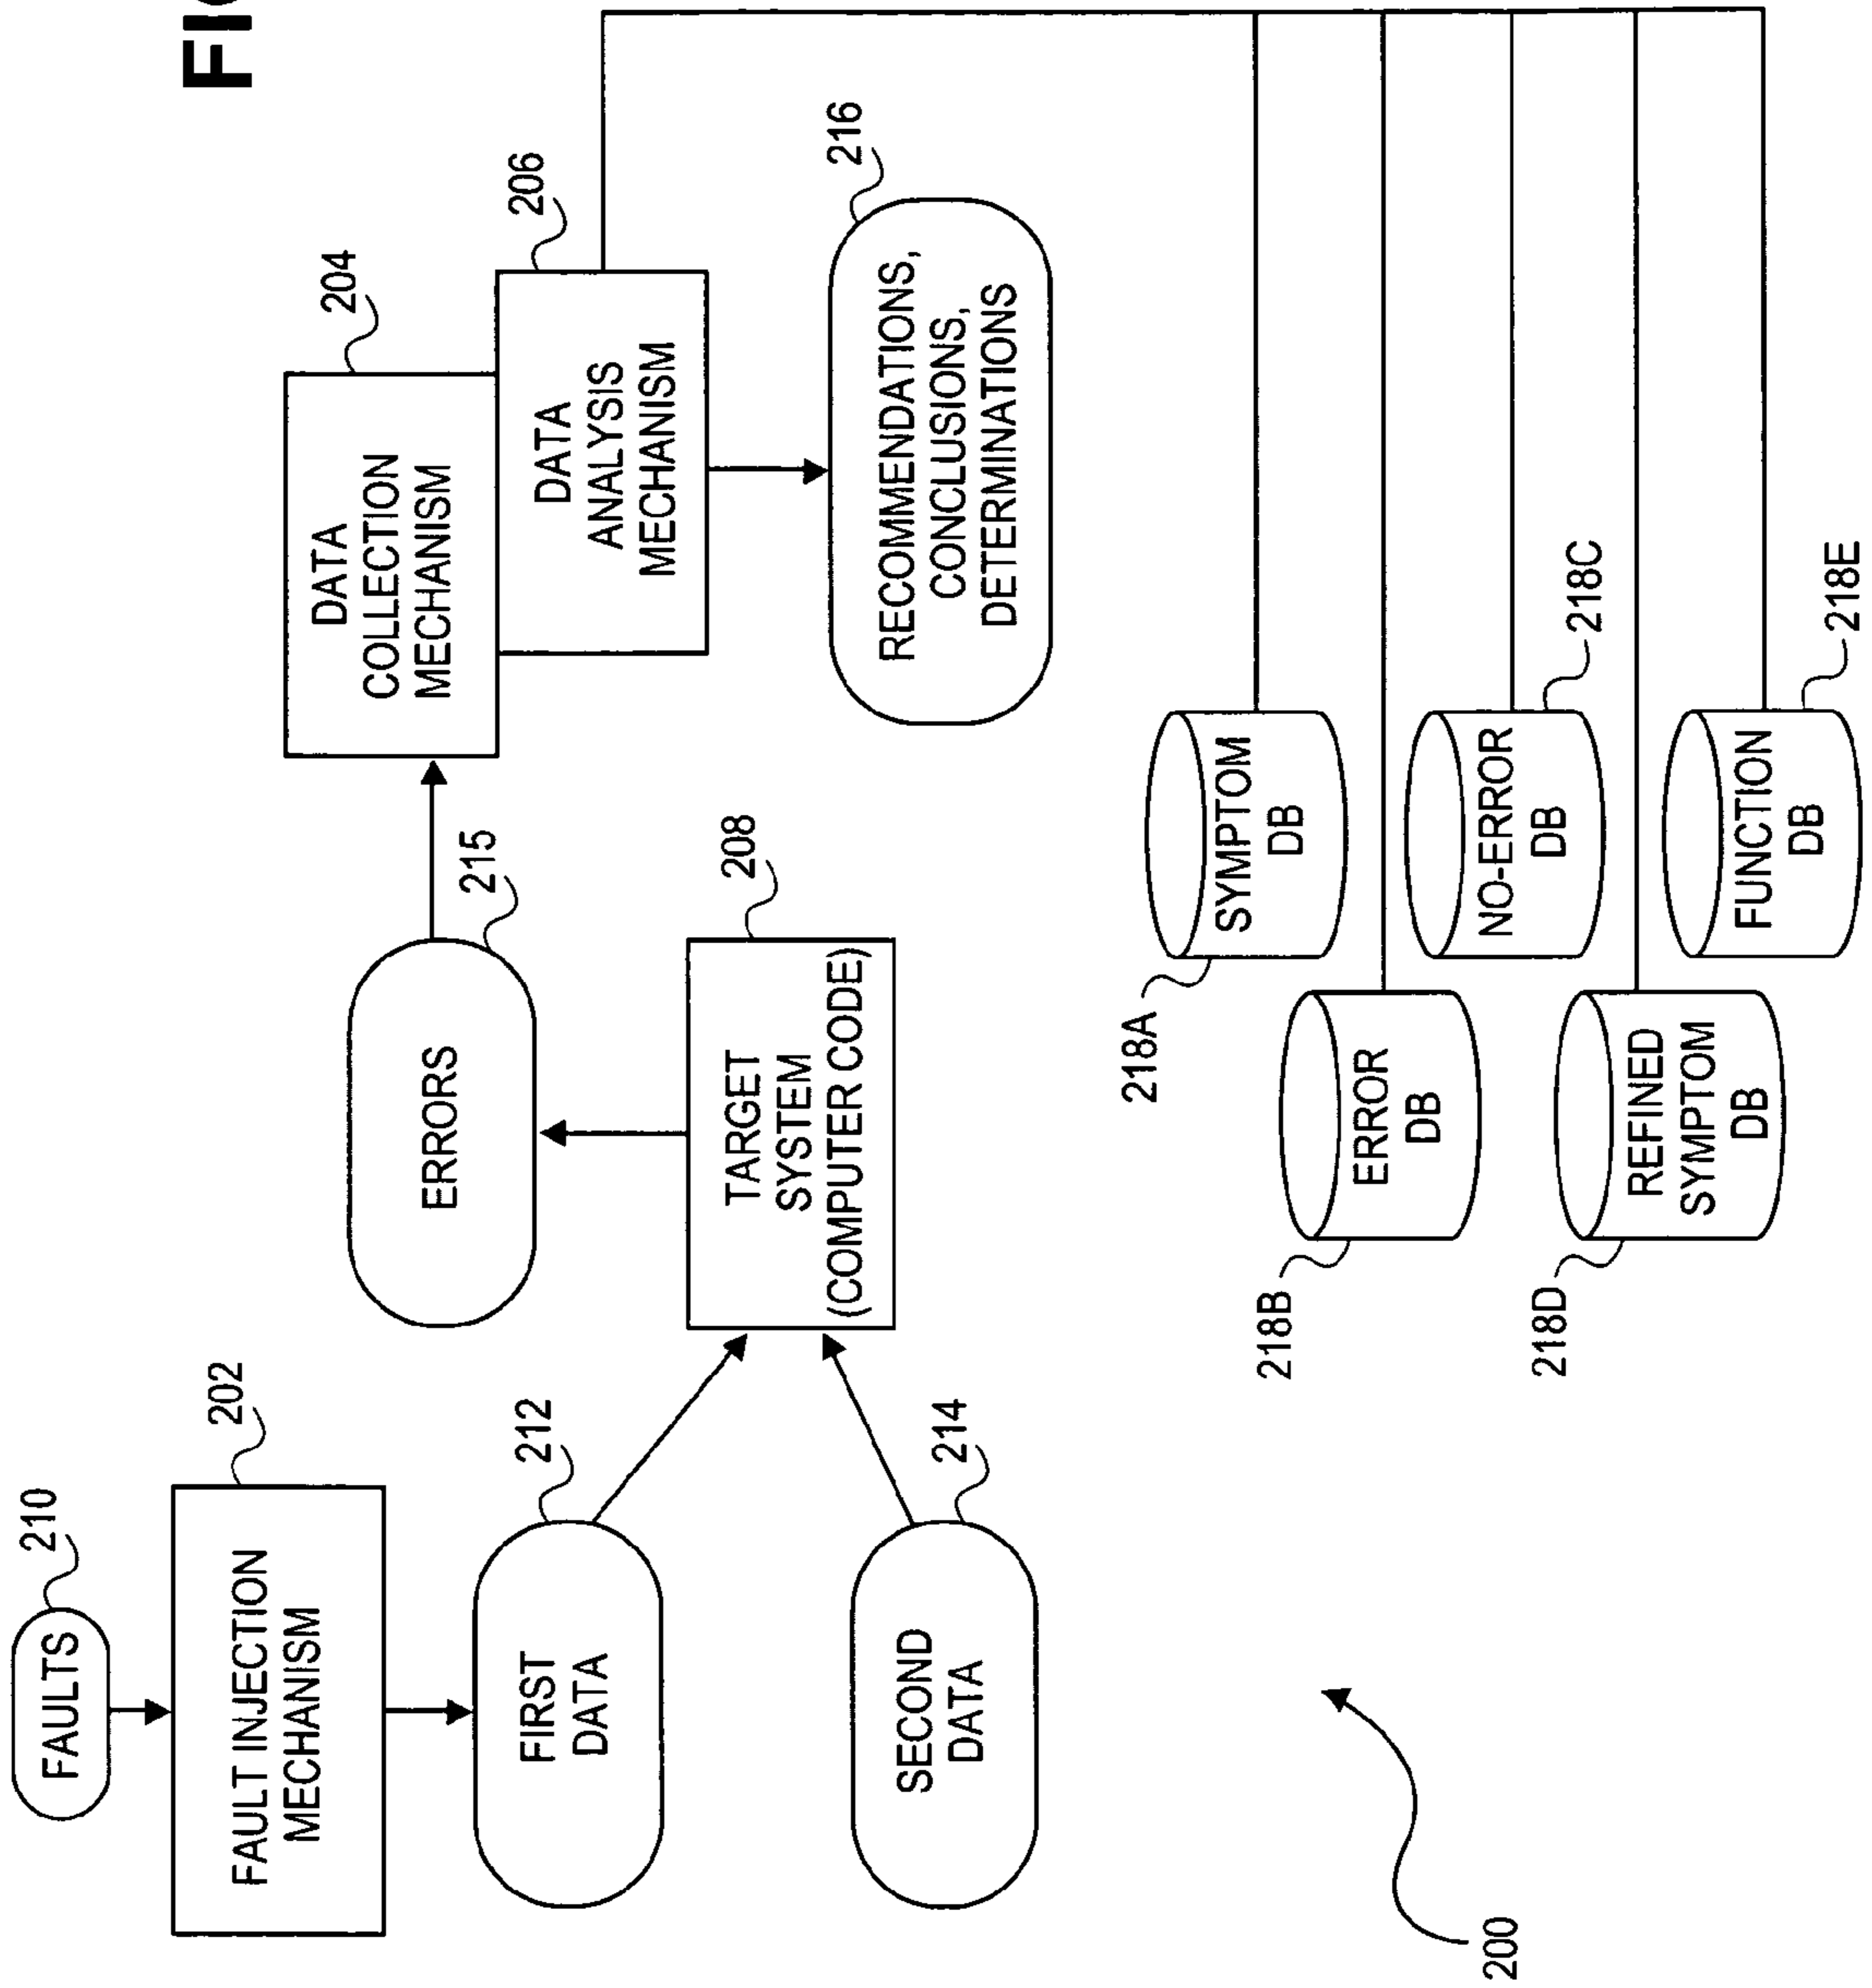 FIG
FAULTS
210
FAULT INJECTION
MECHANISM
202
FIRST
DATA
212
SECOND
DATA
214
TARGET
SYSTEM
(COMPUTER CODE)
208
ERRORS
215
DATA
COLLECTION
MECHANISM
204
DATA
ANALYSIS
MECHANISM
206
RECOMMENDATIONS,
CONCLUSIONS,
DETERMINATIONS
216
SYMPTOM
DB
218A
ERROR
DB
218B
NO-ERROR
DB
218C
REFINED
SYMPTOM
DB
218D
FUNCTION
DB
218E
200